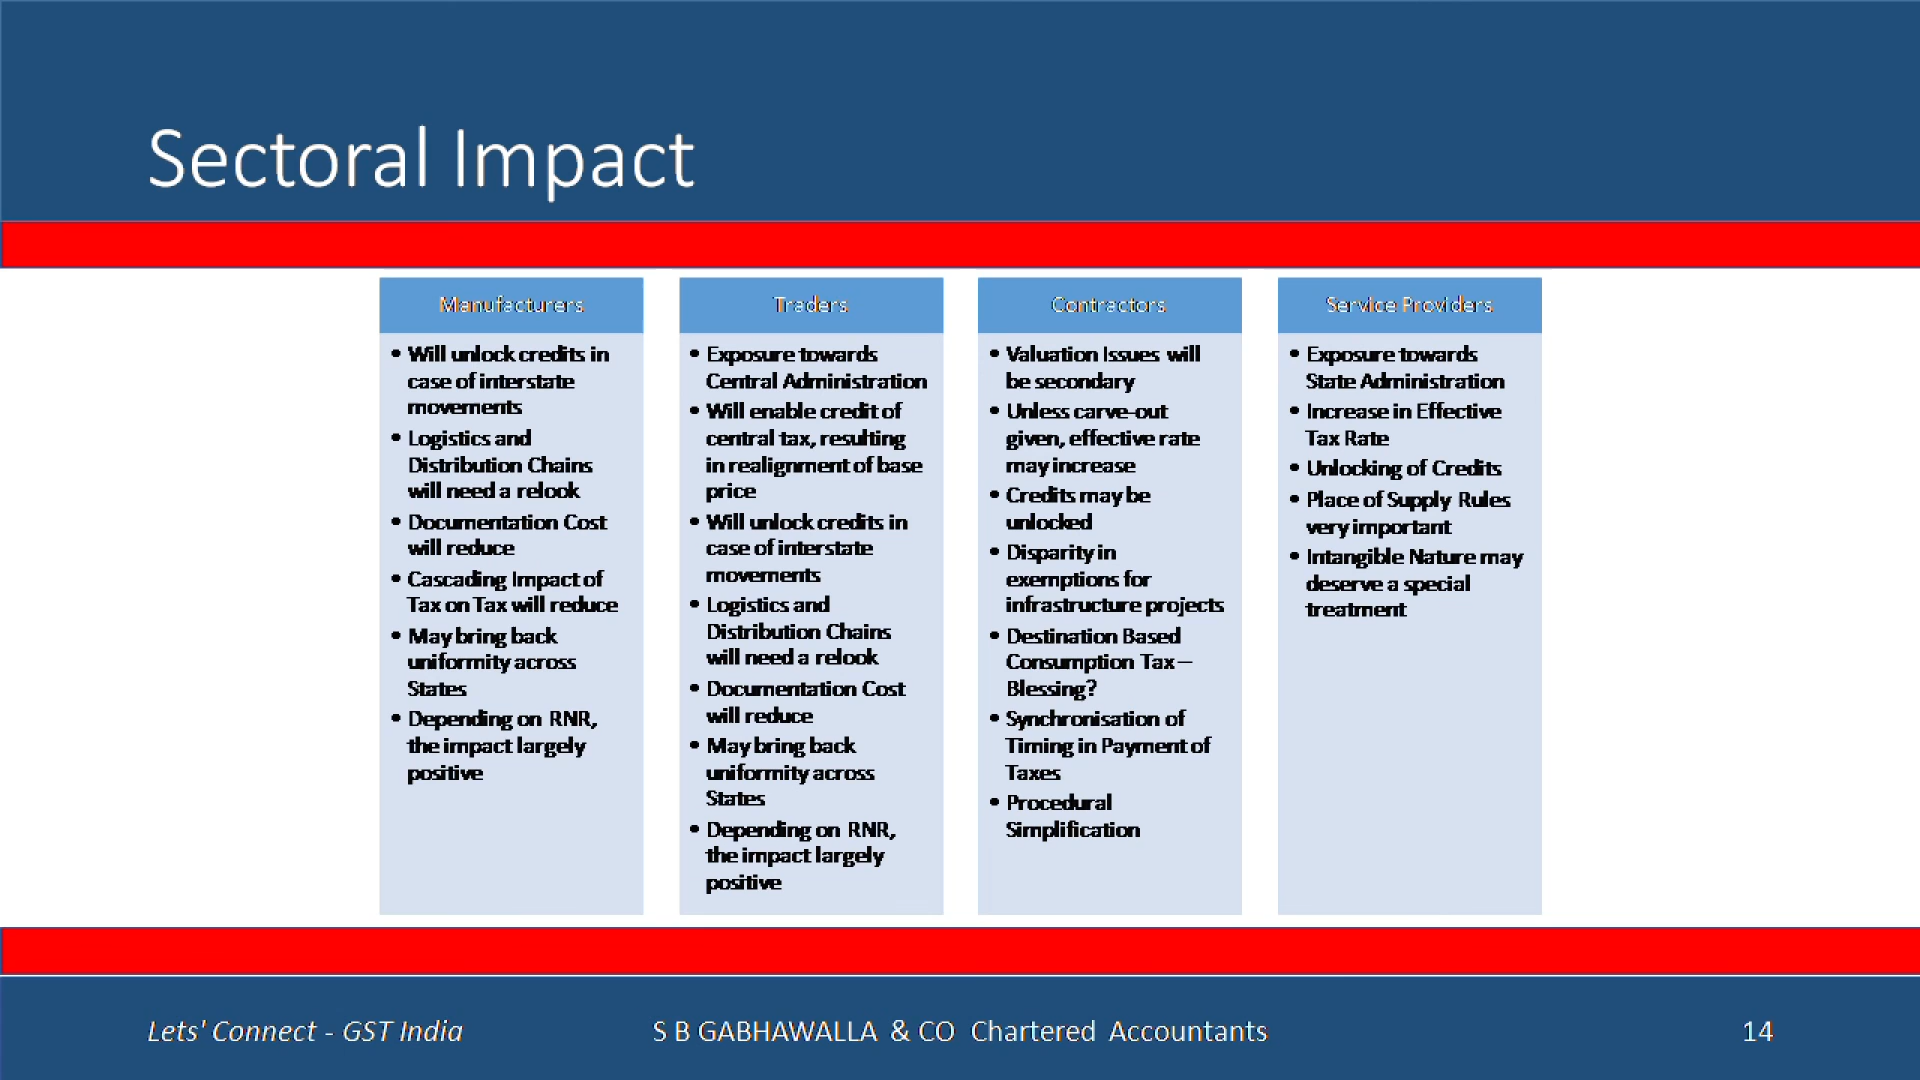 Sectoral Impact
Manufacturers
• Will unlock credits in
case of interstate
movements
• Logistics and
Distribution Chains
will need a relook
• Documentation Cost
will reduce
• Cascading Impact of
Tax on Tax will reduce
• May bring back
uniformity across
States
• Depending on RNR,
the impact largely
positive
Traders
• Exposure towards
Central Administration
• Will enable credit of
central tax, resulting
in realignment of base
price
• Will unlock credits in
case of interstate
movements
• Logistics and
Distribution Chains
will need a relook
• Documentation Cost
will reduce
• May bring back
uniformity across
States
• Depending on RNR,
the impact largely
positive
Contractors
• Valuation Issues will
be secondary
• Unless carve-out
given, effective rate
may increase
• Credits may be
unlocked
• Disparity in
exemptions for
infrastructure projects
• Destination Based
Consumption Tax –
Blessing?
• Synchronisation of
Timing in Payment of
Taxes
• Procedural
Simplification
Service Providers
• Exposure towards
State Administration
• Increase in Effective
Tax Rate
• Unlocking of Credits
• Place of Supply Rules
very important
• Intangible Nature may
deserve a special
treatment
Lets' Connect - GST India
S B GABHAWALLA & CO Chartered Accountants
14